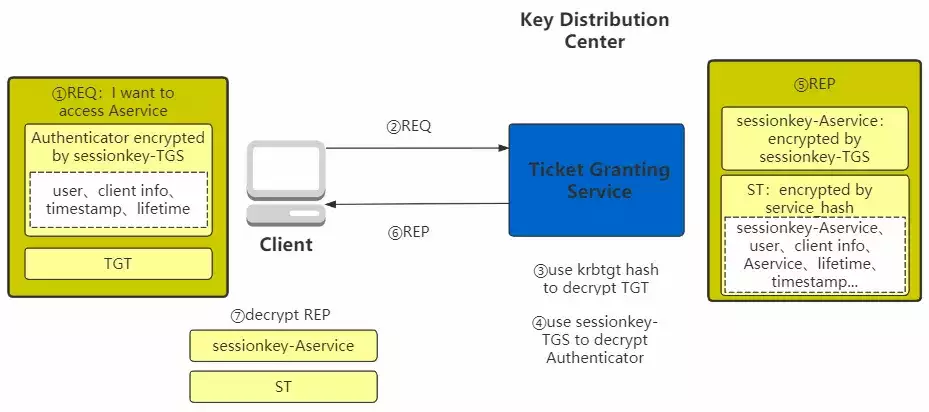 Key Distribution
Center
①REQ：I want to
access Aservice
Authenticator encrypted
by sessionkey-TGS
user、client info、
timestamp、lifetime
TGT
②REQ
Client
⑥REP
Ticket Granting
Service
③use krbtgt hash
to decrypt TGT
④use sessionkey-
TGS to decrypt
Authenticator
⑤REP
sessionkey-Aservice：
encrypted by
sessionkey-TGS
ST：encrypted by
service_hash
sessionkey-Aservice、
user、client info、
Aservice、lifetime、
timestamp...
⑦decrypt REP
sessionkey-Aservice
ST